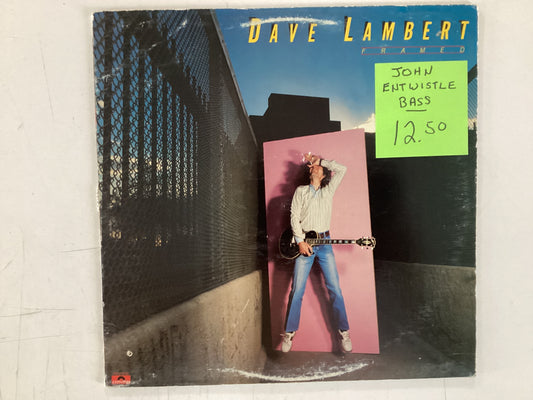 DAVE LAMBERT
FRAMED
JOHN
ENTWISTLE
BASS
12.50